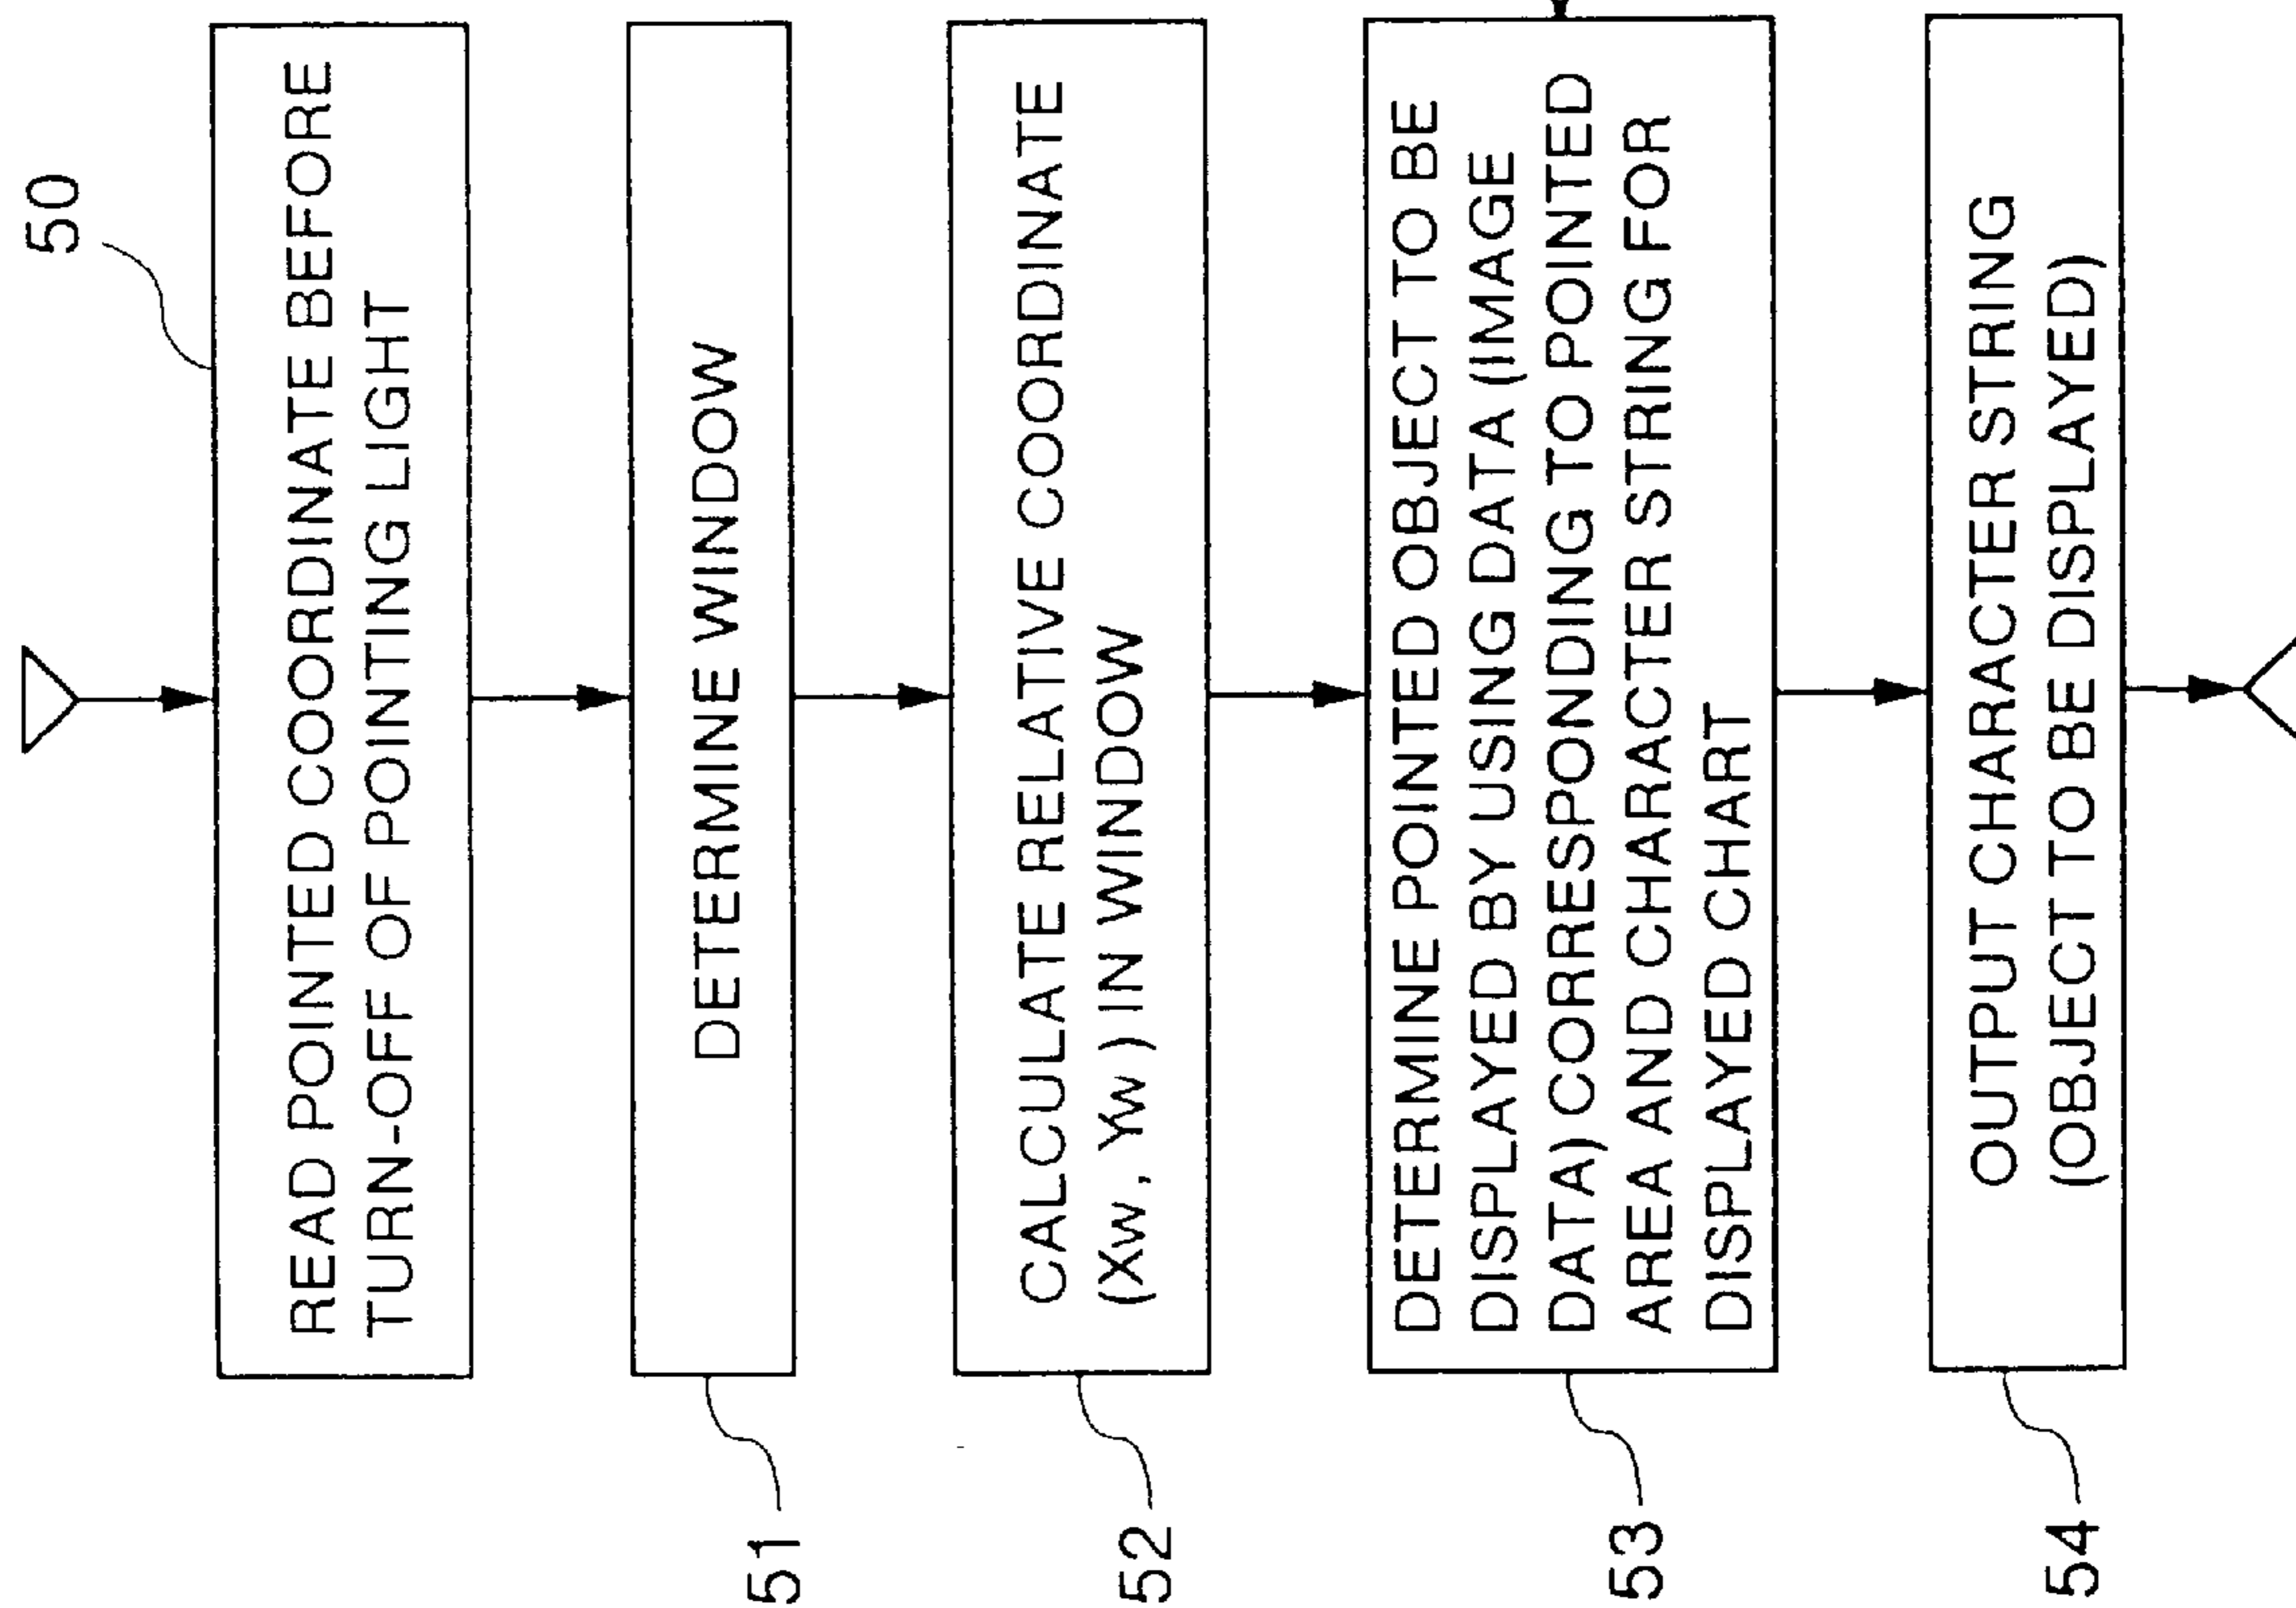 50
READ POINTED COORDINATE BEFORE
TURN-OFF OF POINTING LIGHT
51
DETERMINE WINDOW
52
CALCULATE RELATIVE COORDINATE
(Xw, Yw) IN WINDOW
53
DETERMINE POINTED OBJECT TO BE
DISPLAYED BY USING DATA (IMAGE
DATA) CORRESPONDING TO POINTED
AREA AND CHARACTER STRING FOR
DISPLAYED CHART
54
OUTPUT CHARACTER STRING
(OBJECT TO BE DISPLAYED)